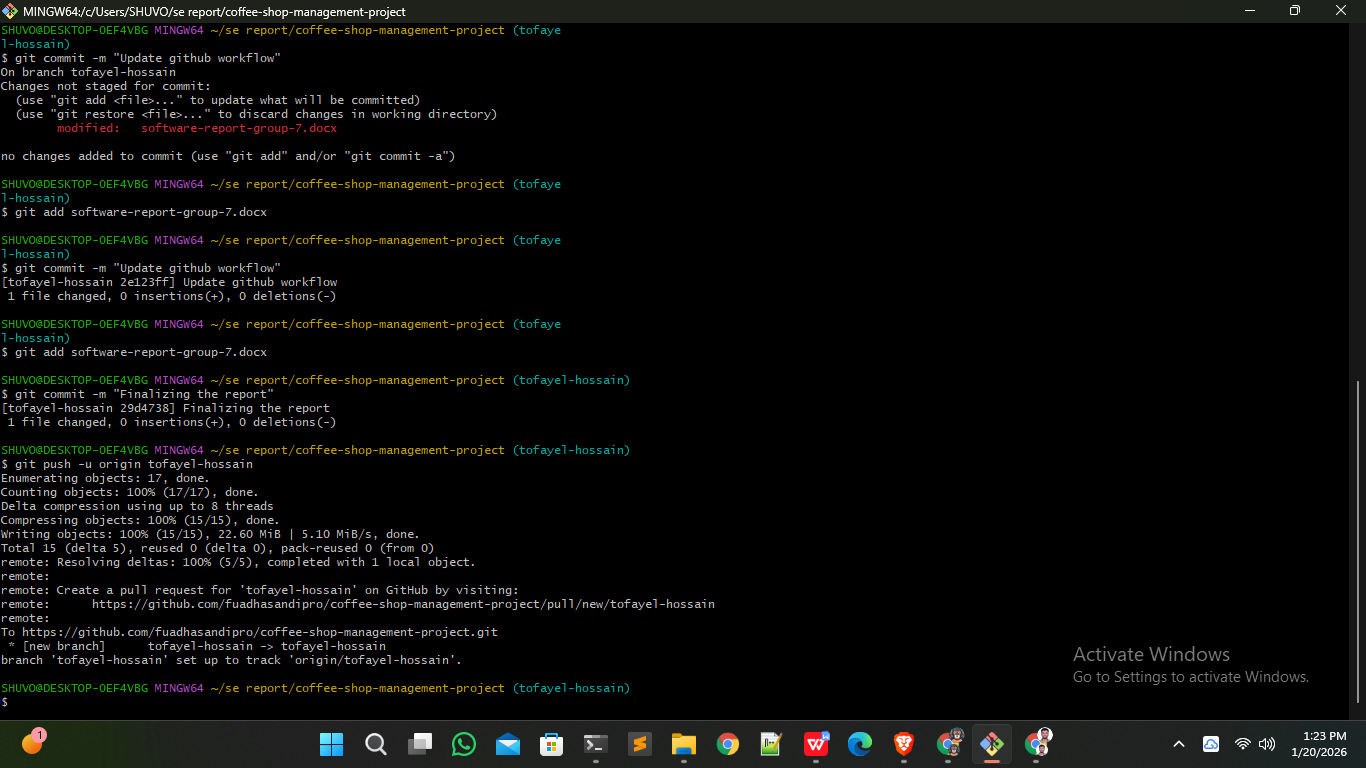 MINGW64:/c/Users/SHUVO/se report/coffee-shop-management-project
SHUVO@DESKTOP-OEF4VBG MINGW64 ~/se report/coffee-shop-management-project (tofaye
l-hossain)
$ git commit -m "Update github workflow"
On branch tofayel-hossain
Changes not staged for commit:
  (use "git add <file>..." to update what will be committed)
  (use "git restore <file>..." to discard changes in working directory)
        modified:   software-report-group-7.docx
no changes added to commit (use "git add" and/or "git commit -a")
SHUVO@DESKTOP-OEF4VBG MINGW64 ~/se report/coffee-shop-management-project (tofaye
l-hossain)
$ git add software-report-group-7.docx
SHUVO@DESKTOP-OEF4VBG MINGW64 ~/se report/coffee-shop-management-project (tofaye
l-hossain)
$ git commit -m "Update github workflow"
[tofayel-hossain 2e123ff] Update github workflow
 1 file changed, 0 insertions(+), 0 deletions(-)
SHUVO@DESKTOP-OEF4VBG MINGW64 ~/se report/coffee-shop-management-project (tofaye
l-hossain)
$ git add software-report-group-7.docx
SHUVO@DESKTOP-OEF4VBG MINGW64 ~/se report/coffee-shop-management-project (tofayel-hossain)
$ git commit -m "Finalizing the report"
[tofayel-hossain 29d4738] Finalizing the report
 1 file changed, 0 insertions(+), 0 deletions(-)
SHUVO@DESKTOP-OEF4VBG MINGW64 ~/se report/coffee-shop-management-project (tofayel-hossain)
$ git push -u origin tofayel-hossain
Enumerating objects: 17, done.
Counting objects: 100% (17/17), done.
Delta compression using up to 8 threads
Compressing objects: 100% (15/15), done.
Writing objects: 100% (15/15), 22.60 MiB | 5.10 MiB/s, done.
Total 15 (delta 5), reused 0 (delta 0), pack-reused 0 (from 0)
remote: Resolving deltas: 100% (5/5), completed with 1 local object.
remote:
remote: Create a pull request for 'tofayel-hossain' on GitHub by visiting:
remote:      https://github.com/fuadhasandipro/coffee-shop-management-project/pull/new/tofayel-hossain
remote:
To https://github.com/fuadhasandipro/coffee-shop-management-project.git
 * [new branch]      tofayel-hossain -> tofayel-hossain
branch 'tofayel-hossain' set up to track 'origin/tofayel-hossain'.
SHUVO@DESKTOP-OEF4VBG MINGW64 ~/se report/coffee-shop-management-project (tofayel-hossain)
$
Activate Windows
Go to Settings to activate Windows.
1
1:23 PM
1/20/2026